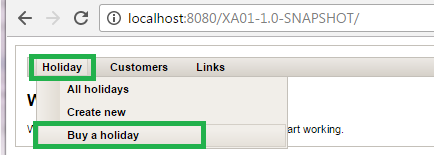 localhost:8080/XA01-1.0-SNAPSHOT/
Holiday Customers Links
All holidays
Create new
Buy a holiday
art working.